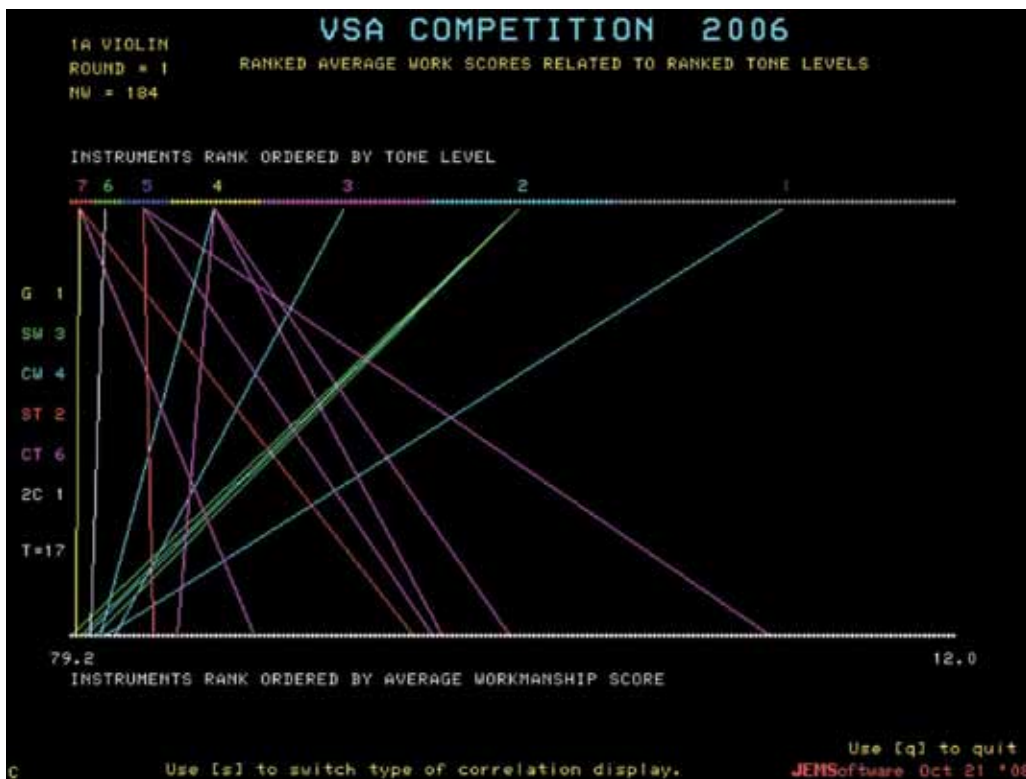 VSA COMPETITION 2006
1A VIOLIN
ROUND = 1
NW = 184
RANKED AVERAGE WORK SCORES RELATED TO RANKED TONE LEVELS
INSTRUMENTS RANK ORDERED BY TONE LEVEL
7 6 5 4 3 2 1
G 1
SW 3
CW 4
ST 2
CT 6
2C 1
T=17
79.2 12.0
INSTRUMENTS RANK ORDERED BY AVERAGE WORKMANSHIP SCORE
Use [q] to quit
C Use [s] to switch type of correlation display. JEMSoftware Oct 21